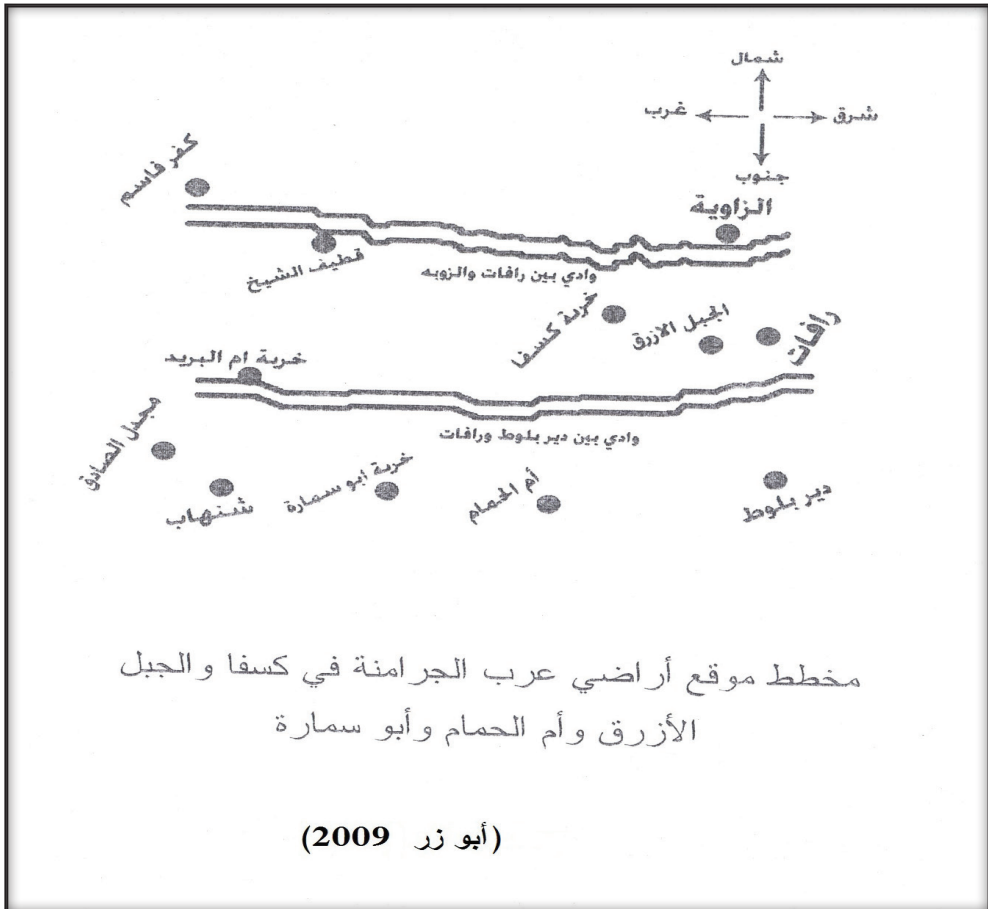 شمال
شرق
غرب
جنوب
كفر قاسم
الزاوية
قطيف الشيخ
وادي بين رافات والزويه
خربة كسفا
الجبل الازرق
رافات
خربة ام البريد
مجدل الصادق
وادي بين دير بلوط ورافات
شنهاب
خربة ابو سمارة
أم الحمام
دير بلوط
مخطط موقع أراضي عرب الجرامنة في كسفا والجبل
الأزرق وأم الحمام وأبو سمارة
(أبو زر 2009)